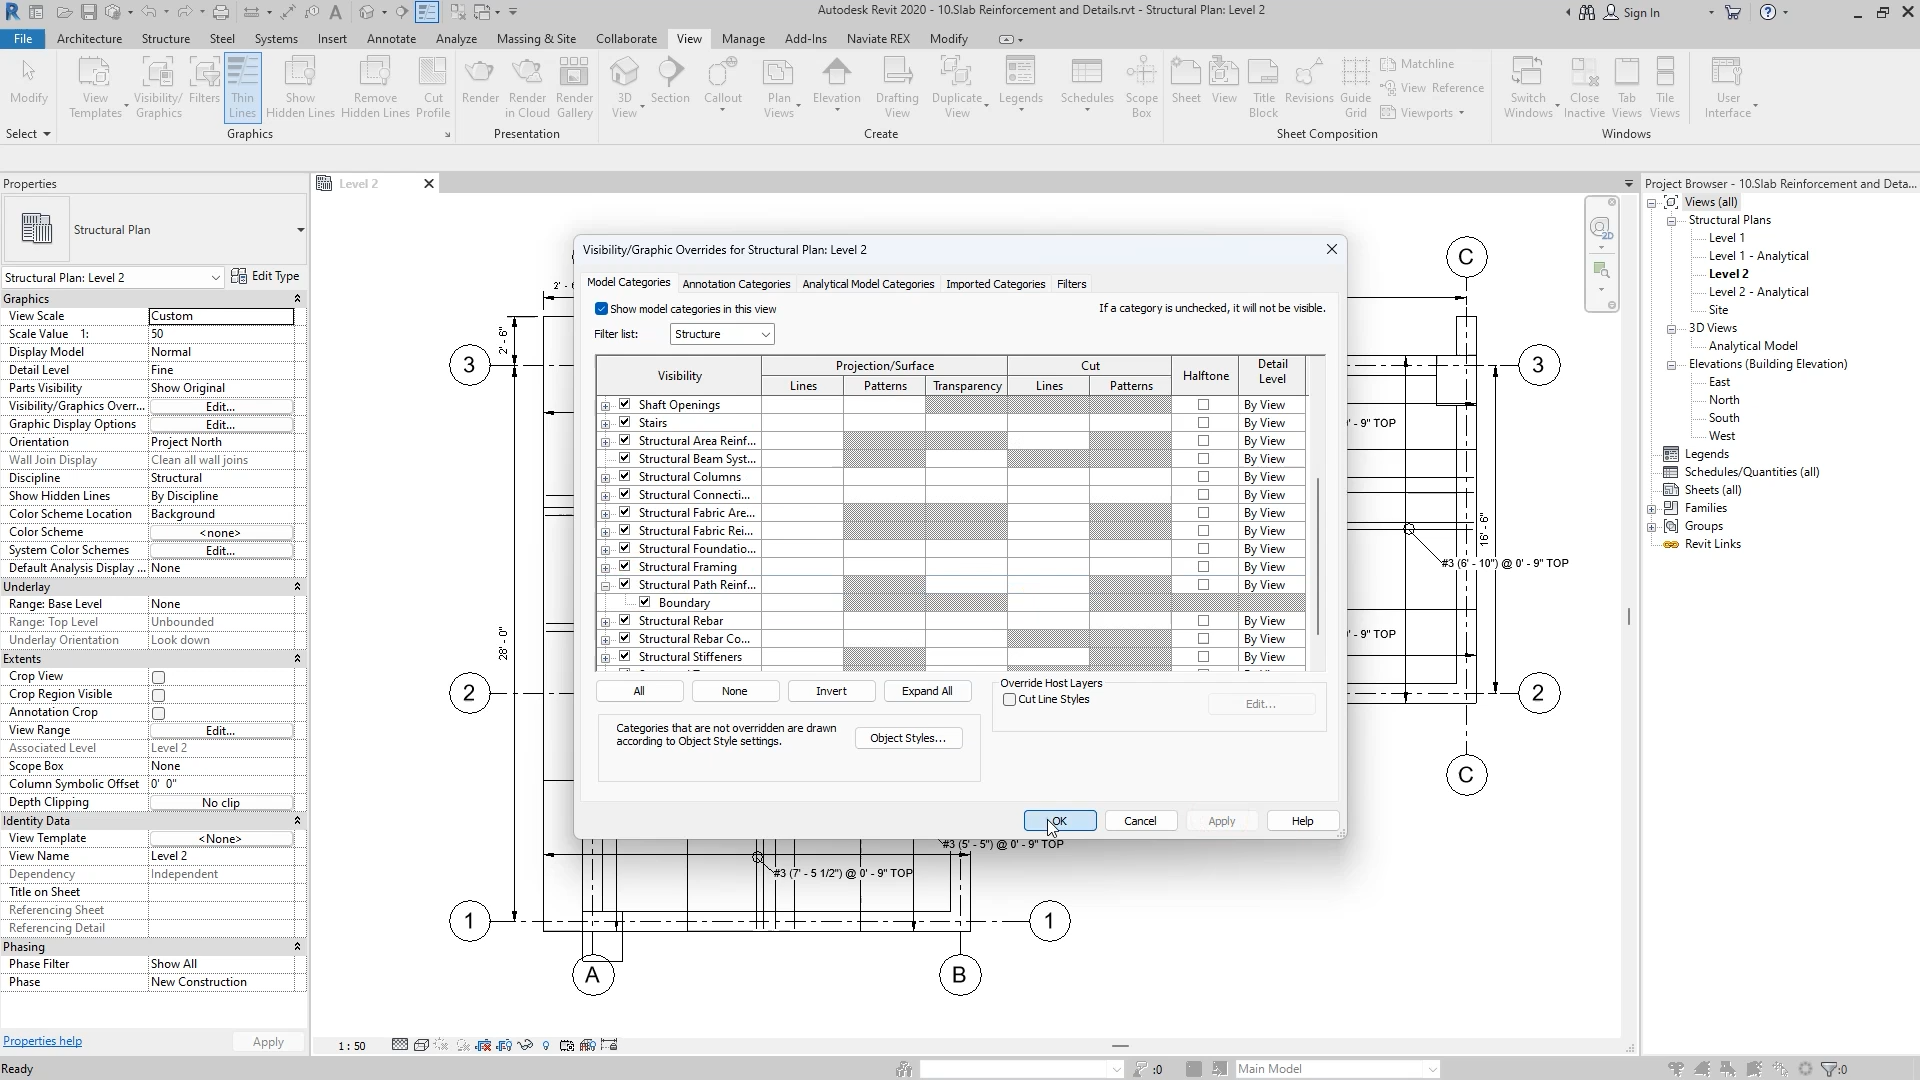 Autodesk Revit 2020 - 10.Slab Reinforcement and Details.rvt - Structural Plan: Level 2
Sign In
File Architecture Structure Steel Systems Insert Annotate Analyze Massing & Site Collaborate View Manage Add-Ins Naviate REX Modify
Modify
View Templates
Visibility/ Graphics
Filters
Thin Lines
Show Hidden Lines
Remove Hidden Lines
Cut Profile
Render
Render in Cloud
Render Gallery
3D View
Section
Callout
Plan Views
Elevation
Drafting View
Duplicate View
Legends
Schedules
Scope Box
Sheet
View
Title Block
Revisions
Guide Grid
Matchline
View Reference
Viewports
Switch Windows
Close Inactive
Tab Views
Tile Views
User Interface
Select Graphics Presentation Create Sheet Composition Windows
Properties
Structural Plan
Structural Plan: Level 2 Edit Type
Graphics
View Scale Custom
Scale Value 1: 50
Display Model Normal
Detail Level Fine
Parts Visibility Show Original
Visibility/Graphics Overr... Edit...
Graphic Display Options Edit...
Orientation Project North
Wall Join Display Clean all wall joins
Discipline Structural
Show Hidden Lines By Discipline
Color Scheme Location Background
Color Scheme <none>
System Color Schemes Edit...
Default Analysis Display ... None
Underlay
Range: Base Level None
Range: Top Level Unbounded
Underlay Orientation Look down
Extents
Crop View
Crop Region Visible
Annotation Crop
View Range Edit...
Associated Level Level 2
Scope Box None
Column Symbolic Offset 0' 0"
Depth Clipping No clip
Identity Data
View Template <None>
View Name Level 2
Dependency Independent
Title on Sheet
Referencing Sheet
Referencing Detail
Phasing
Phase Filter Show All
Phase New Construction
Properties help Apply
Level 2
C
2' - 6"
3
3
28' - 0"
16' - 6"
' - 9" TOP
#3 (6' - 10") @ 0' - 9" TOP
' - 9" TOP
2
2
C
#3 (5' - 5") @ 0' - 9" TOP
#3 (7' - 5 1/2") @ 0' - 9" TOP
1
1
A
B
2D
Visibility/Graphic Overrides for Structural Plan: Level 2
Model Categories Annotation Categories Analytical Model Categories Imported Categories Filters
Show model categories in this view
If a category is unchecked, it will not be visible.
Filter list: Structure
Visibility Projection/Surface Cut Halftone Detail Level
Lines Patterns Transparency Lines Patterns
Shaft Openings By View
Stairs By View
Structural Area Reinf... By View
Structural Beam Syst... By View
Structural Columns By View
Structural Connecti... By View
Structural Fabric Are... By View
Structural Fabric Rei... By View
Structural Foundatio... By View
Structural Framing By View
Structural Path Reinf... By View
Boundary
Structural Rebar By View
Structural Rebar Co... By View
Structural Stiffeners By View
All None Invert Expand All
Override Host Layers
Cut Line Styles Edit...
Categories that are not overridden are drawn
according to Object Style settings.
Object Styles...
OK Cancel Apply Help
Project Browser - 10.Slab Reinforcement and Deta...
Views (all)
Structural Plans
Level 1
Level 1 - Analytical
Level 2
Level 2 - Analytical
Site
3D Views
Analytical Model
Elevations (Building Elevation)
East
North
South
West
Legends
Schedules/Quantities (all)
Sheets (all)
Families
Groups
Revit Links
1 : 50
Ready
:0
Main Model
:0